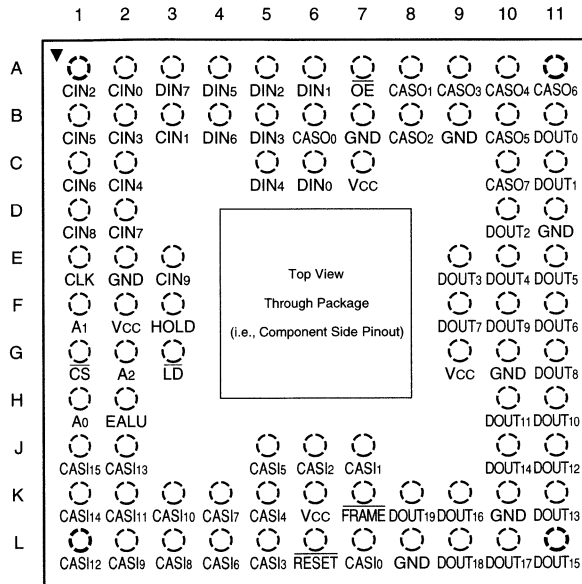 1 2 3 4 5 6 7 8 9 10 11
A
CIN2 CIN0 DIN7 DIN5 DIN2 DIN1 OE CASO1 CASO3 CASO4 CASO6
B
CIN5 CIN3 CIN1 DIN6 DIN3 CASO0 GND CASO2 GND CASO5 DOUT0
C
CIN6 CIN4 DIN4 DIN0 VCC CASO7 DOUT1
D
CIN8 CIN7 DOUT2 GND
E
CLK GND CIN9 DOUT3 DOUT4 DOUT5
Top View
Through Package
(i.e., Component Side Pinout)
F
A1 VCC HOLD DOUT7 DOUT9 DOUT6
G
CS A2 LD VCC GND DOUT8
H
A0 EALU DOUT11 DOUT10
J
CASI15 CASI13 CASI5 CASI2 CASI1 DOUT14 DOUT12
K
CASI14 CASI11 CASI10 CASI7 CASI4 VCC FRAME DOUT19 DOUT16 GND DOUT13
L
CASI12 CASI9 CASI8 CASI6 CASI3 RESET CASI0 GND DOUT18 DOUT17 DOUT15